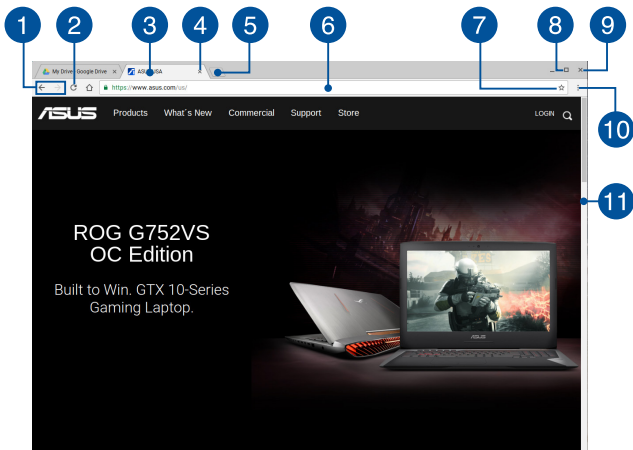 1 2 3 4 5 6 7 8 9
My Drive - Google Drive
ASUS USA
https://www.asus.com/us/
10
ASUS Products What's New Commercial Support Store LOGIN
11
ROG G752VS
OC Edition
Built to Win. GTX 10-Series
Gaming Laptop.